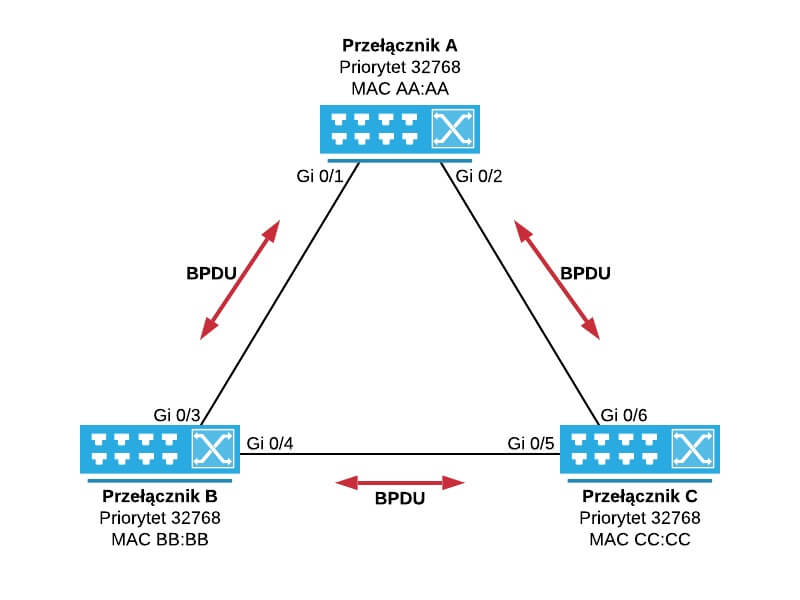 Przełącznik A
Priorytet 32768
MAC AA:AA
Gi 0/1
Gi 0/2
BPDU
BPDU
Gi 0/3
Gi 0/4
Gi 0/5
Gi 0/6
BPDU
Przełącznik B
Priorytet 32768
MAC BB:BB
Przełącznik C
Priorytet 32768
MAC CC:CC